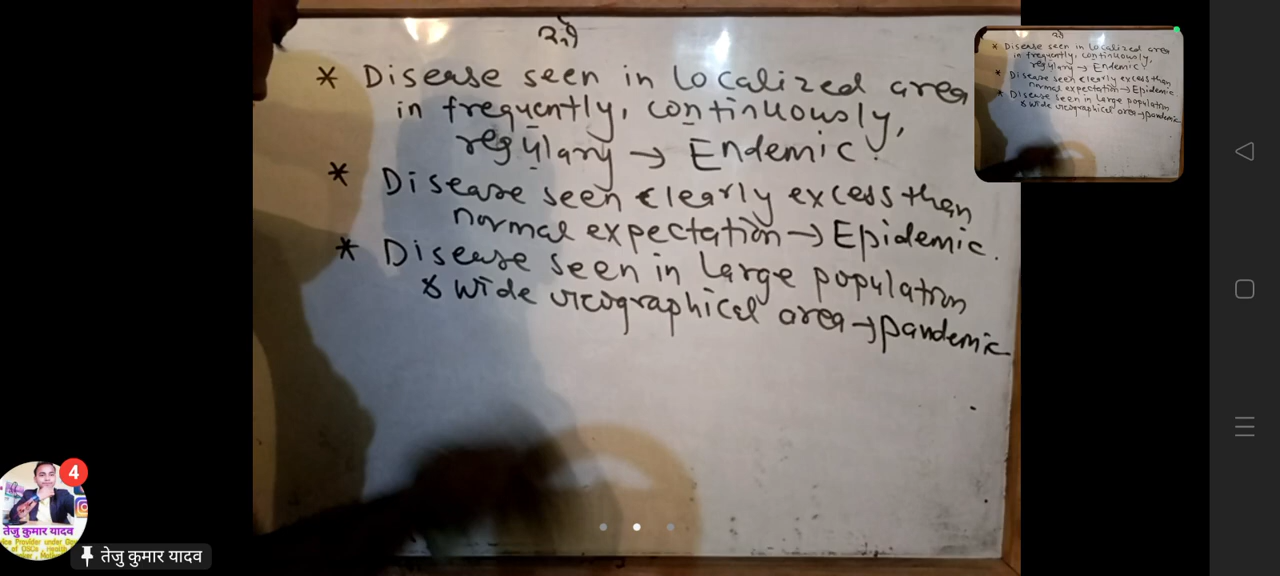 * Disease seen in Localized area
in frequently, continuously,
regulary → Endemic.
* Disease seen clearly excess than
normal expectation → Epidemic.
* Disease seen in Large population
& wide geographical area → pandemic
4
तेजु कुमार यादव
तेजु कुमार यादव